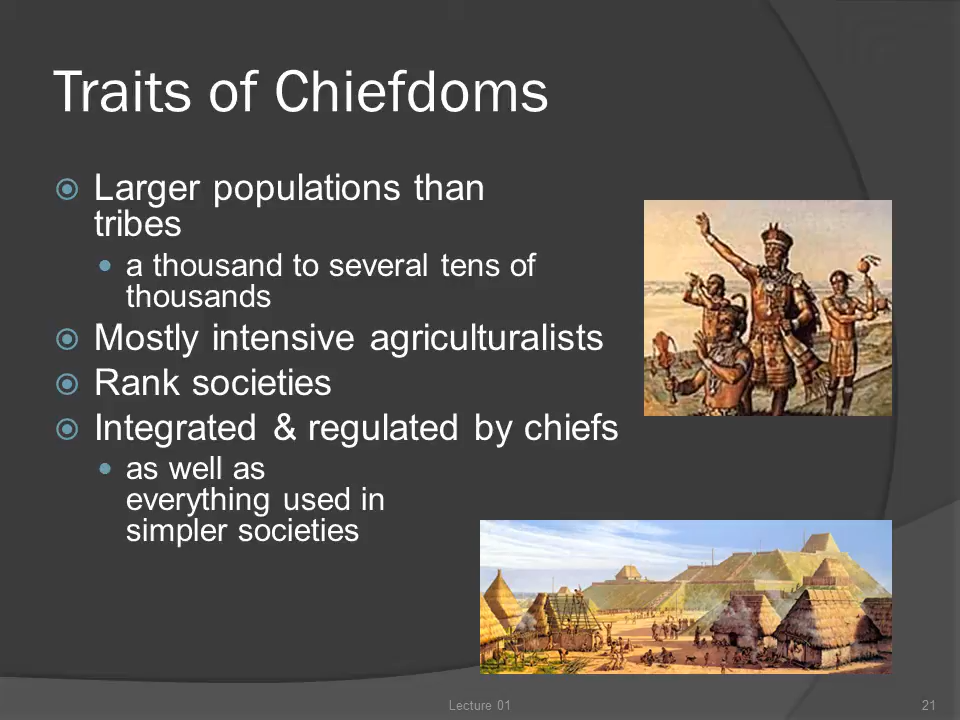 Traits of Chiefdoms
Larger populations than
tribes
a thousand to several tens of
thousands
Mostly intensive agriculturalists
Rank societies
Integrated & regulated by chiefs
as well as
everything used in
simpler societies
Lecture 01
21